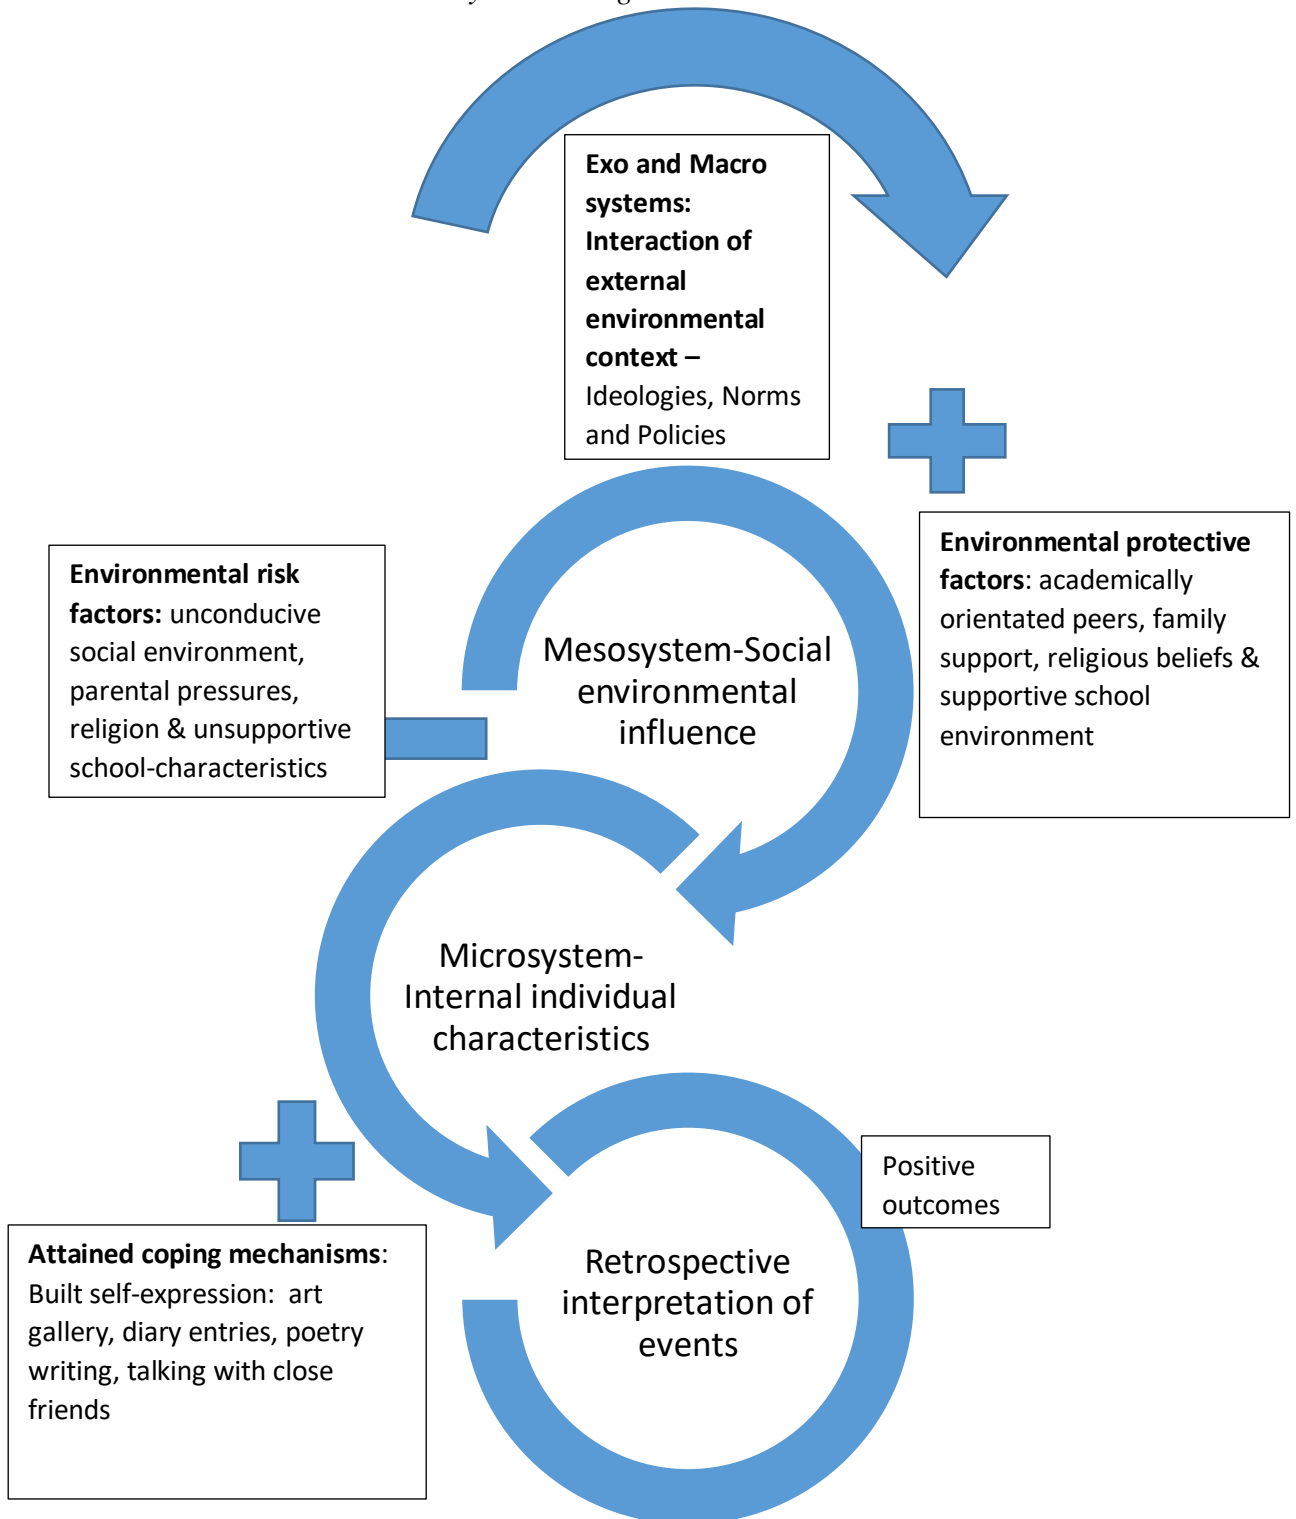 Exo and Macro
systems:
Interaction of
external
environmental
context –
Ideologies, Norms
and Policies
Environmental risk
factors: unconducive
social environment,
parental pressures,
religion & unsupportive
school-characteristics
Mesosystem-Social
environmental
influence
Environmental protective
factors: academically
orientated peers, family
support, religious beliefs &
supportive school
environment
Microsystem-
Internal individual
characteristics
Positive
outcomes
Attained coping mechanisms:
Built self-expression: art
gallery, diary entries, poetry
writing, talking with close
friends
Retrospective
interpretation of
events